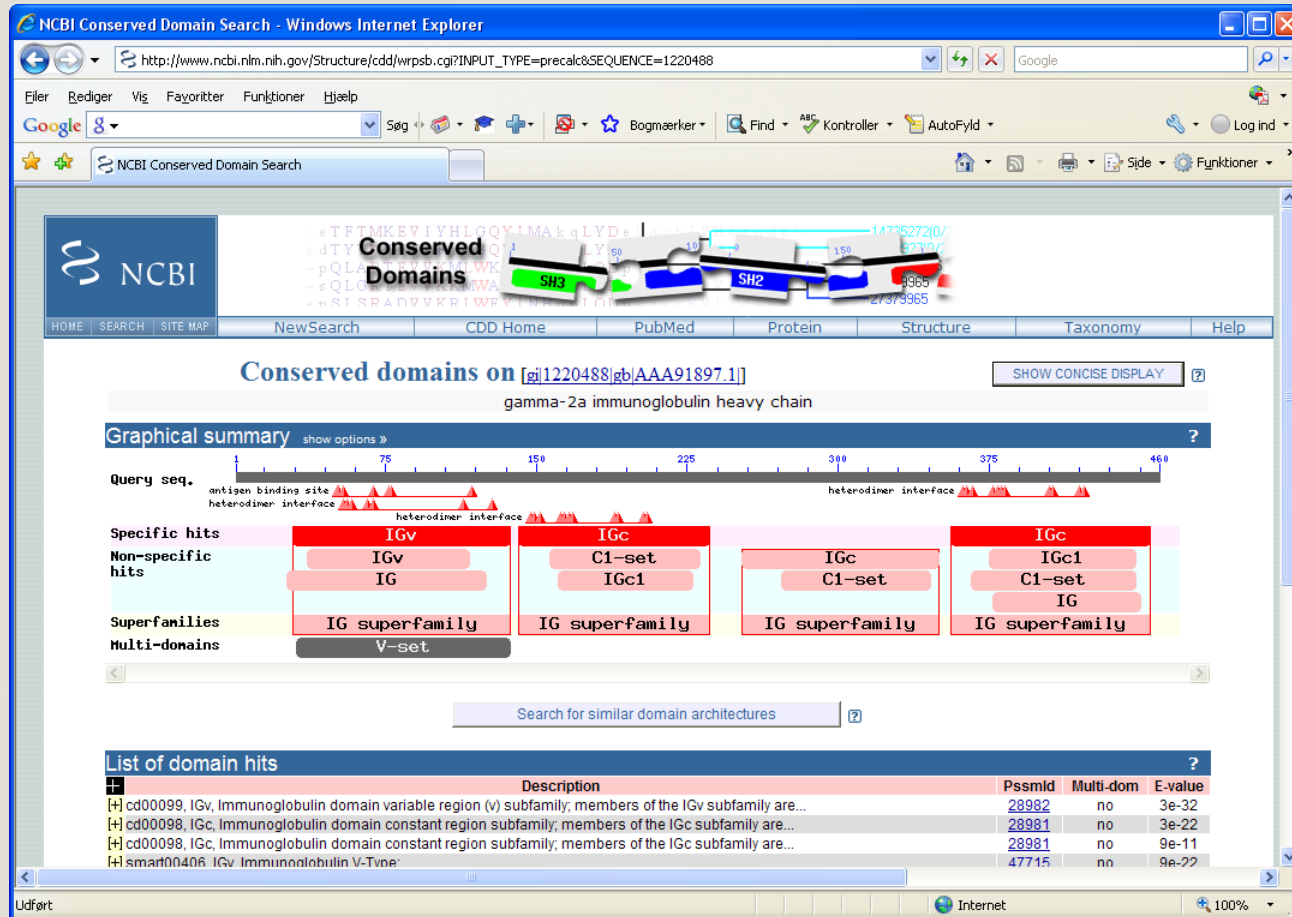 NCBI Conserved Domain Search - Windows Internet Explorer
http://www.ncbi.nlm.nih.gov/Structure/cdd/wrpsb.cgi?INPUT_TYPE=precalc&SEQUENCE=1220488 Google
Filer Rediger Vis Favoritter Funktioner Hjælp
Google Søg Bogmærker Find Kontroller AutoFyld Log ind
NCBI Conserved Domain Search Side Funktioner
NCBI
Conserved
Domains
SH3 SH2
HOME SEARCH SITE MAP NewSearch CDD Home PubMed Protein Structure Taxonomy Help
Conserved domains on [gi|1220488|gb|AAA91897.1|] SHOW CONCISE DISPLAY ?
gamma-2a immunoglobulin heavy chain
Graphical summary show options » ?
1 75 150 225 300 375 460
Query seq.
antigen binding site heterodimer interface
heterodimer interface
heterodimer interface
Specific hits IGv IGc IGc
Non-specific hits IGv C1-set IGc IGc1
IG IGc1 C1-set C1-set
IG
Superfamilies IG superfamily IG superfamily IG superfamily IG superfamily
Multi-domains V-set
Search for similar domain architectures ?
List of domain hits ?
+ Description PssmId Multi-dom E-value
[+] cd00099, IGv, Immunoglobulin domain variable region (v) subfamily; members of the IGv subfamily are... 28982 no 3e-32
[+] cd00098, IGc, Immunoglobulin domain constant region subfamily; members of the IGc subfamily are... 28981 no 3e-22
[+] cd00098, IGc, Immunoglobulin domain constant region subfamily; members of the IGc subfamily are... 28981 no 9e-11
[+] smart00406, IGv, Immunoglobulin V-Type; 47715 no 9e-22
Udført Internet 100%